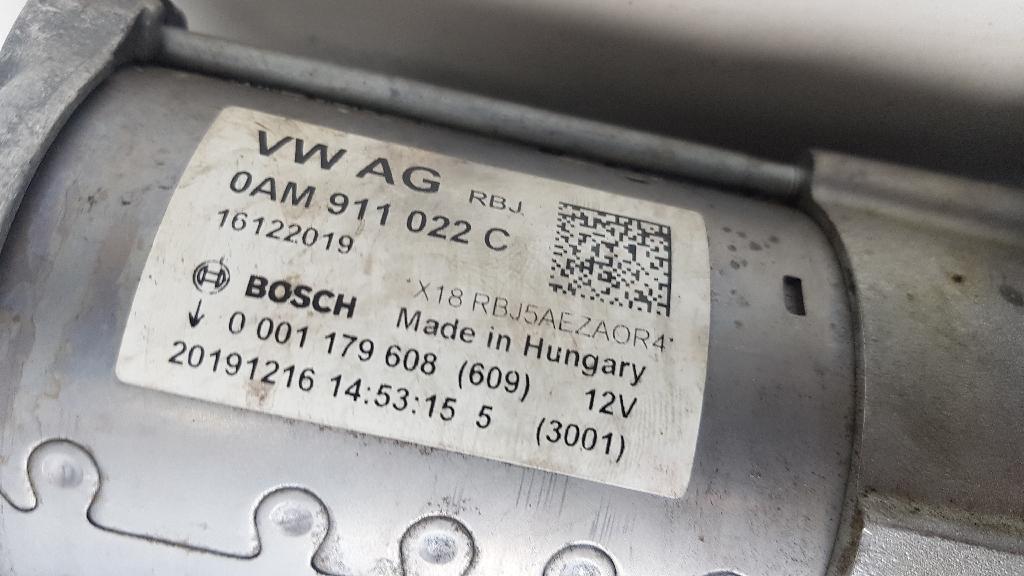 VW AG RBJ
0AM 911 022 C
16122019
*X18 RBJ5AEZAOR4*
BOSCH Made in Hungary
0 001 179 608 (609) 12V
20191216 14:53:15 5 (3001)